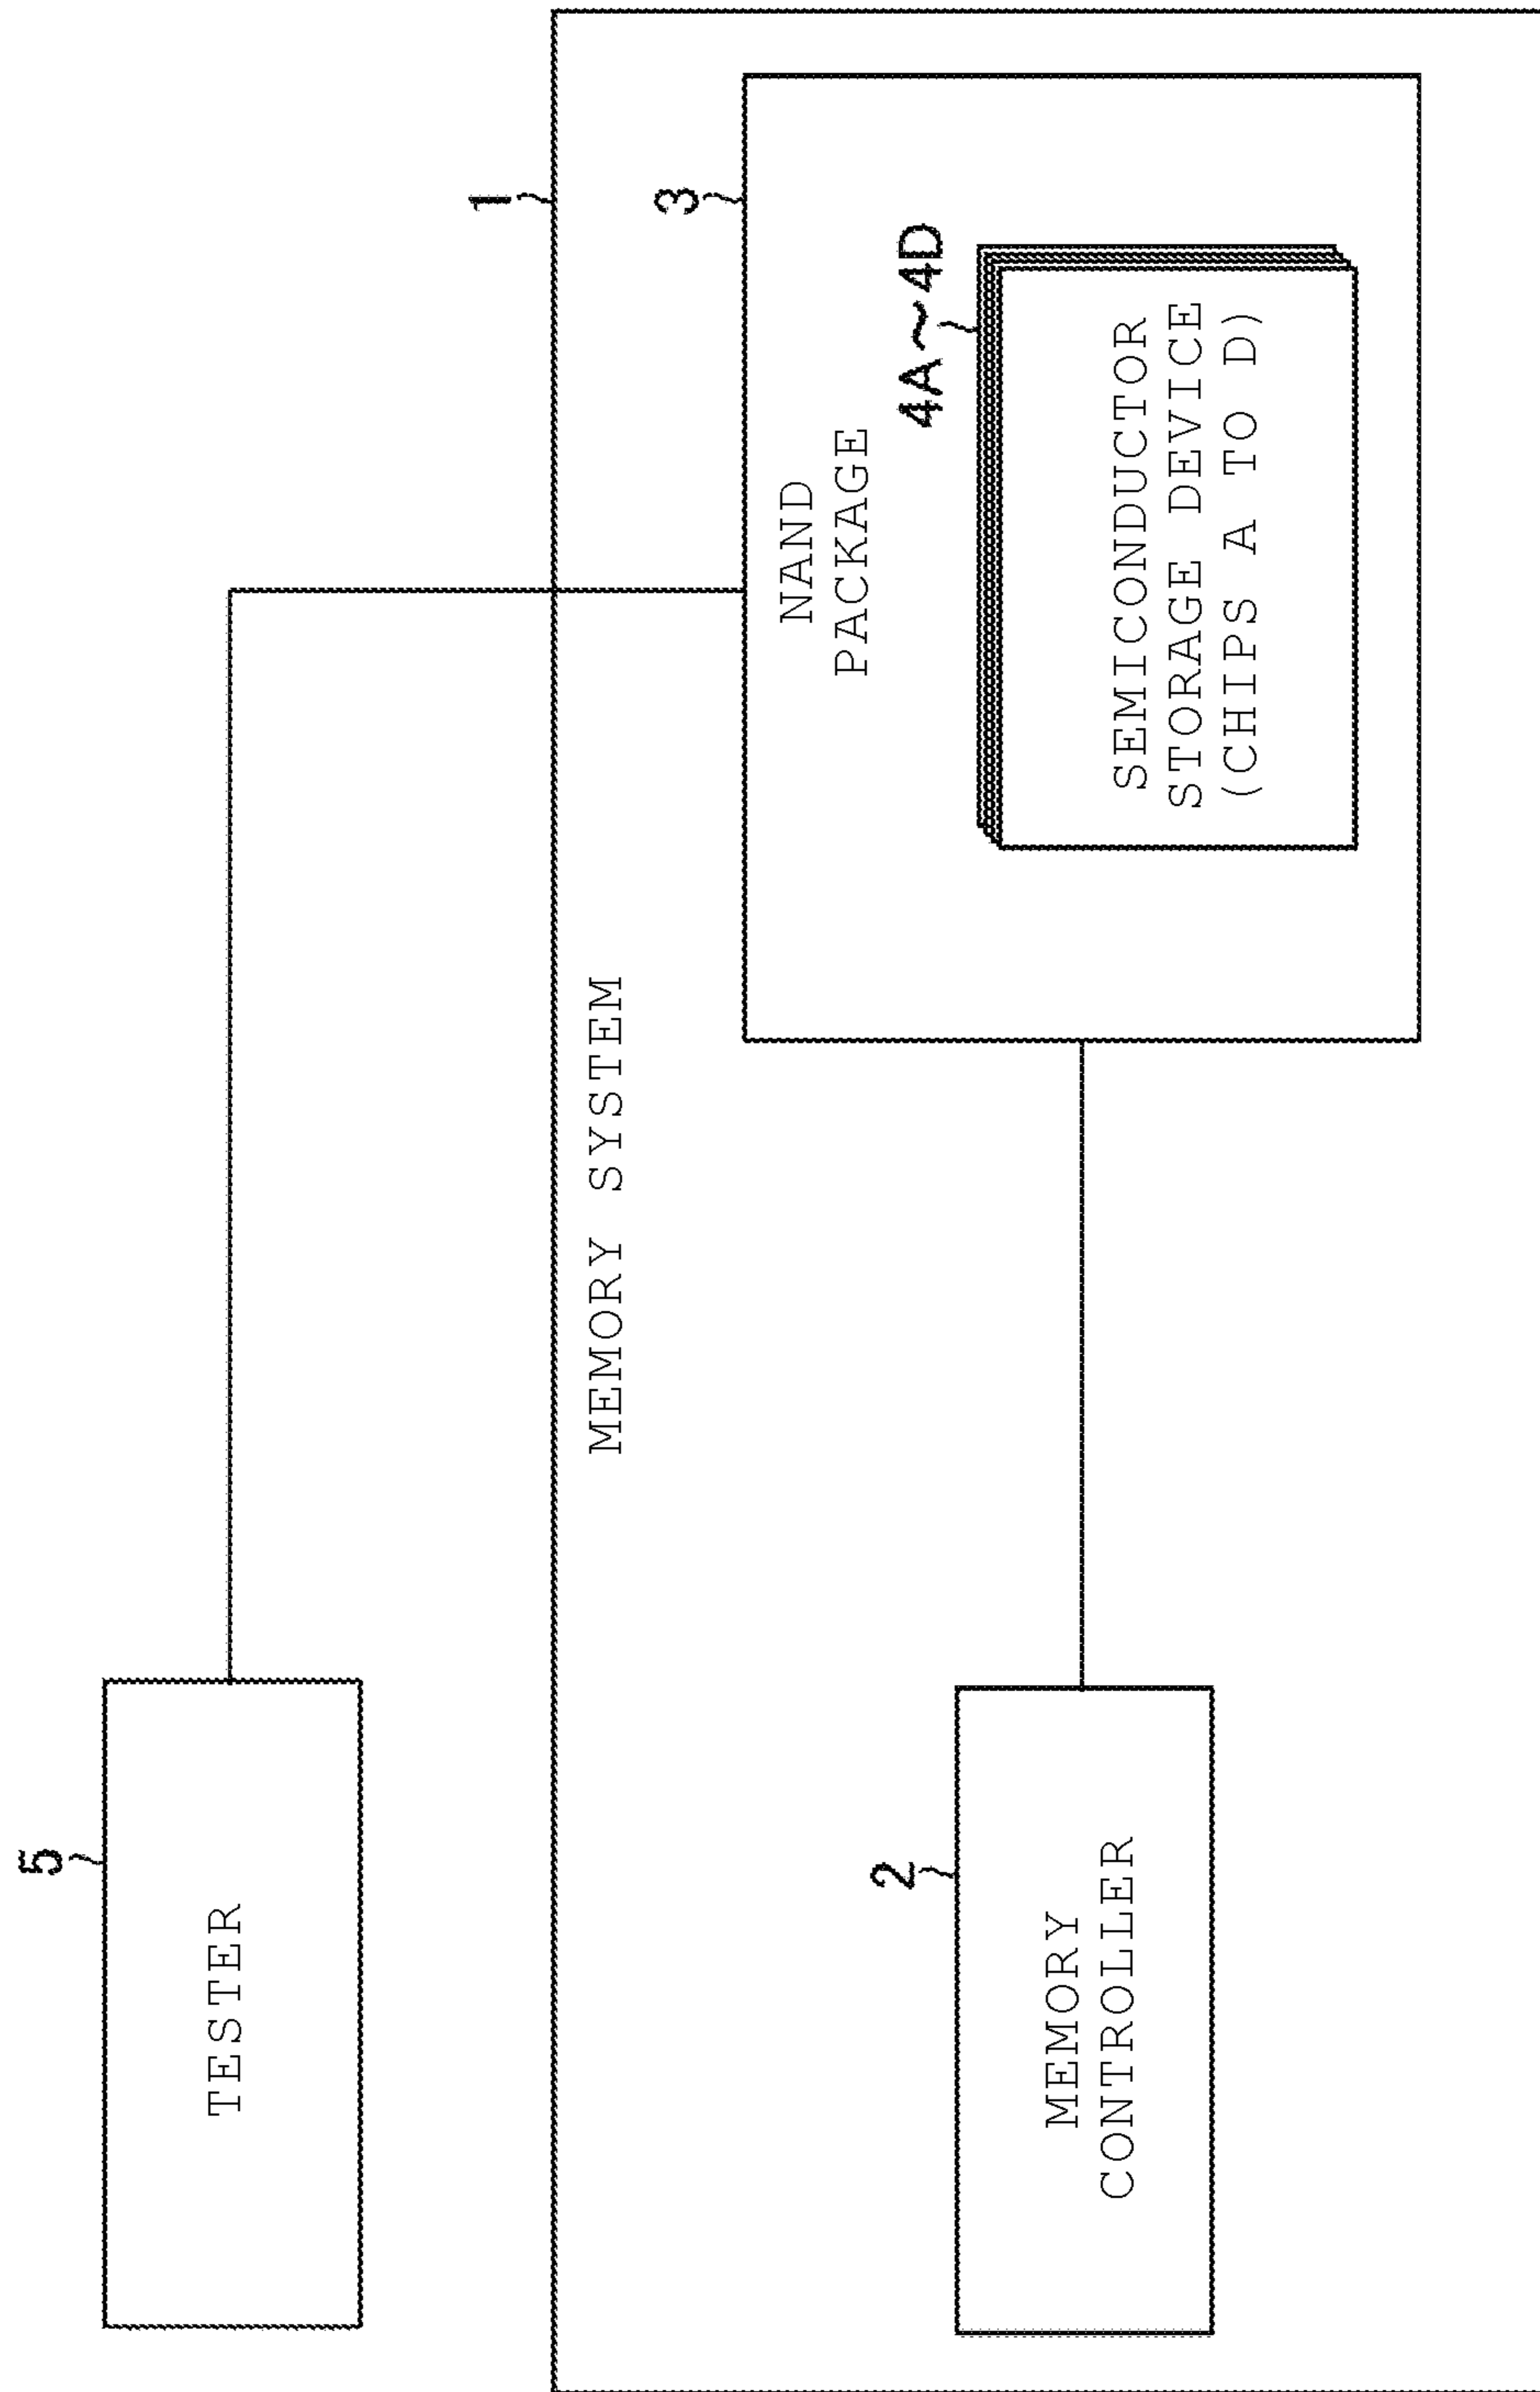 5
TESTER
1
MEMORY SYSTEM
2
MEMORY
CONTROLLER
3
NAND
PACKAGE
4A~4D
SEMICONDUCTOR
STORAGE DEVICE
(CHIPS A TO D)